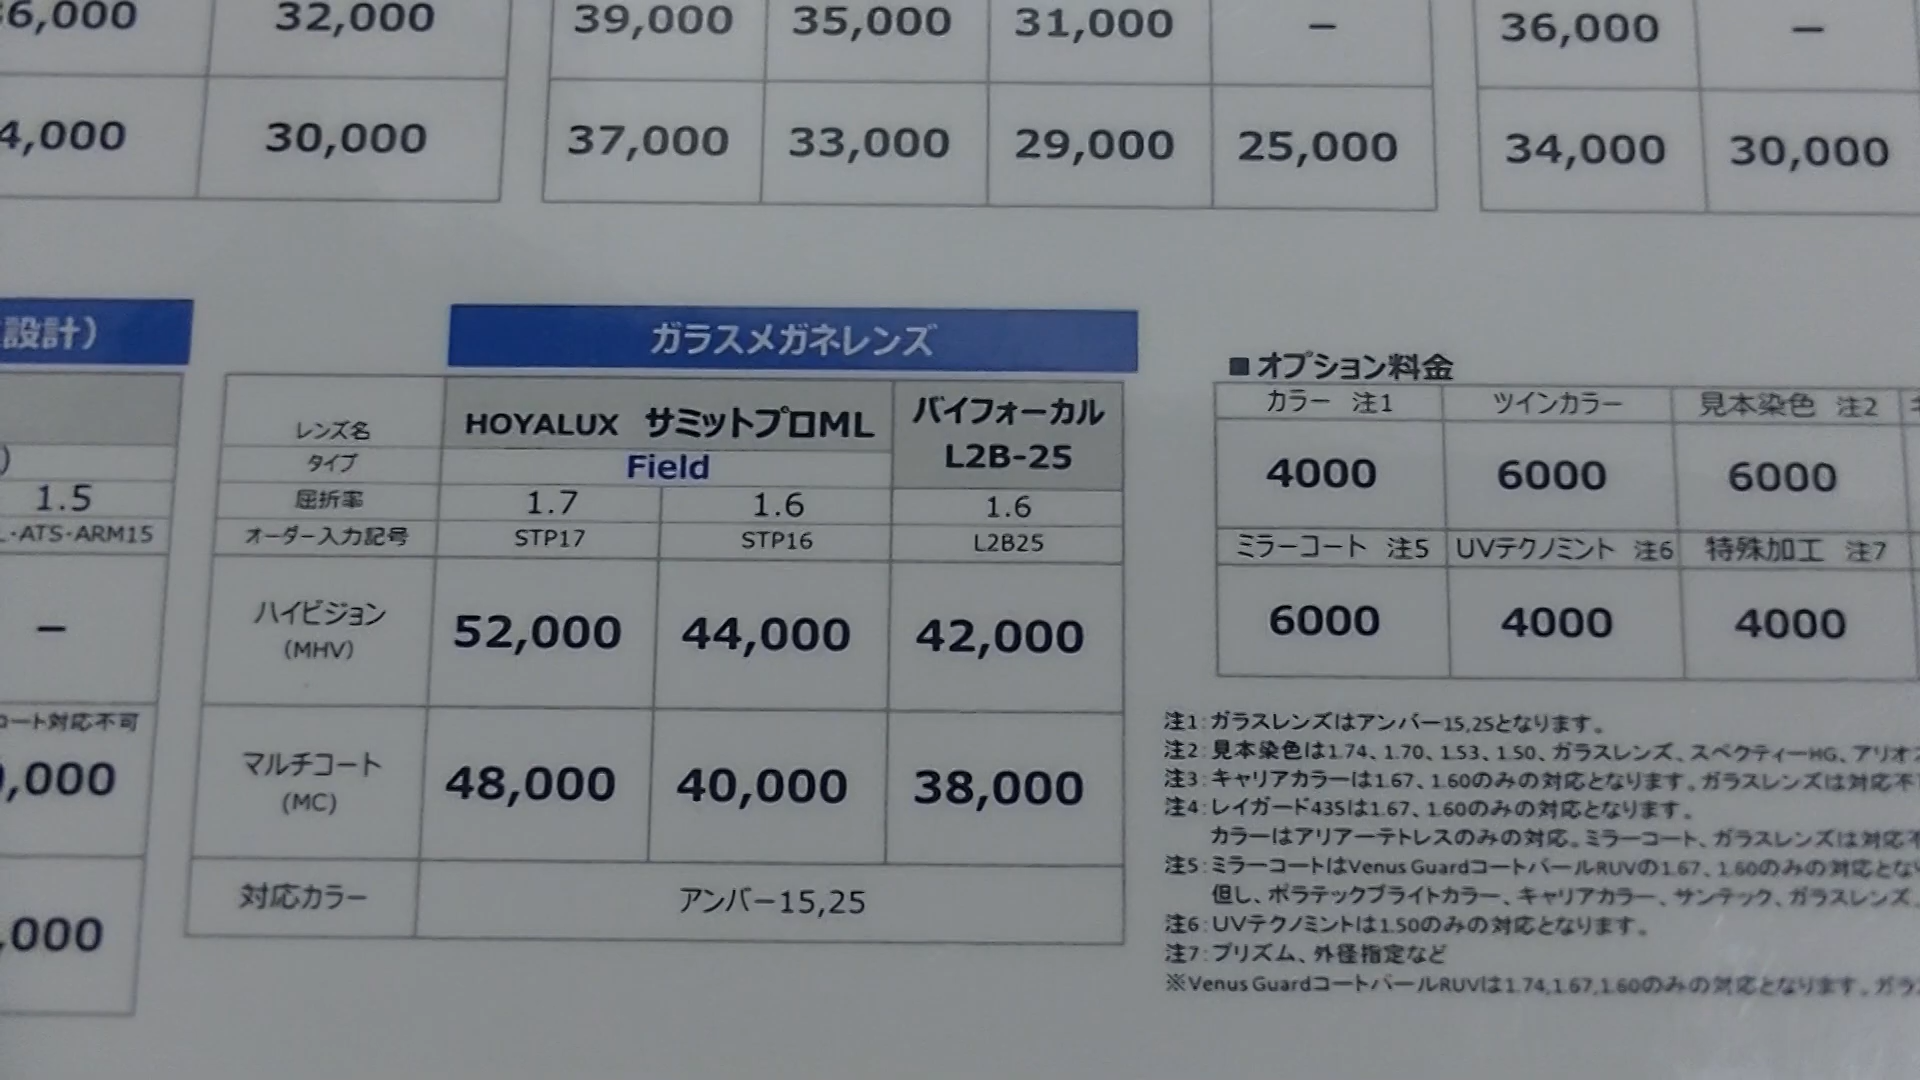 6,000 32,000 39,000 35,000 31,000 － 36,000 －
4,000 30,000 37,000 33,000 29,000 25,000 34,000 30,000
設計）
1.5
・ATS・ARM15
－
コート対応不可
,000
,000
ガラスメガネレンズ
レンズ名 HOYALUX サミットプロML バイフォーカル L2B-25
タイプ Field
屈折率 1.7 1.6 1.6
オーダー入力記号 STP17 STP16 L2B25
ハイビジョン (MHV) 52,000 44,000 42,000
マルチコート (MC) 48,000 40,000 38,000
対応カラー アンバー15,25
■オプション料金
カラー 注1 ツインカラー 見本染色 注2
4000 6000 6000
ミラーコート 注5 UVテクノミント 注6 特殊加工 注7
6000 4000 4000
注1：ガラスレンズはアンバー15,25となります。
注2：見本染色は1.74、1.70、1.53、1.50、ガラスレンズ、スペクティーHG、アリオ
注3：キャリアカラーは1.67、1.60のみの対応となります。ガラスレンズは対応不
注4：レイガード435は1.67、1.60のみの対応となります。
カラーはアリアーテトレスのみの対応。ミラーコート、ガラスレンズは対応不
注5：ミラーコートはVenus GuardコートパールRUVの1.67、1.60のみの対応とな
但し、ポラテックブライトカラー、キャリアカラー、サンテック、ガラスレンズ、
注6：UVテクノミントは1.50のみの対応となります。
注7：プリズム、外径指定など
※Venus GuardコートパールRUVは1.74,1.67,1.60のみの対応となります。ガラ